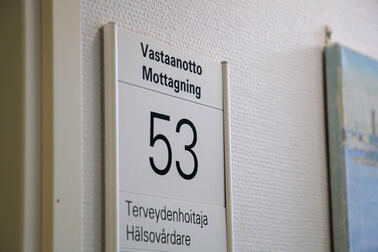 Vastaanotto
Mottagning
53
Terveydenhoitaja
Hälsovårdare